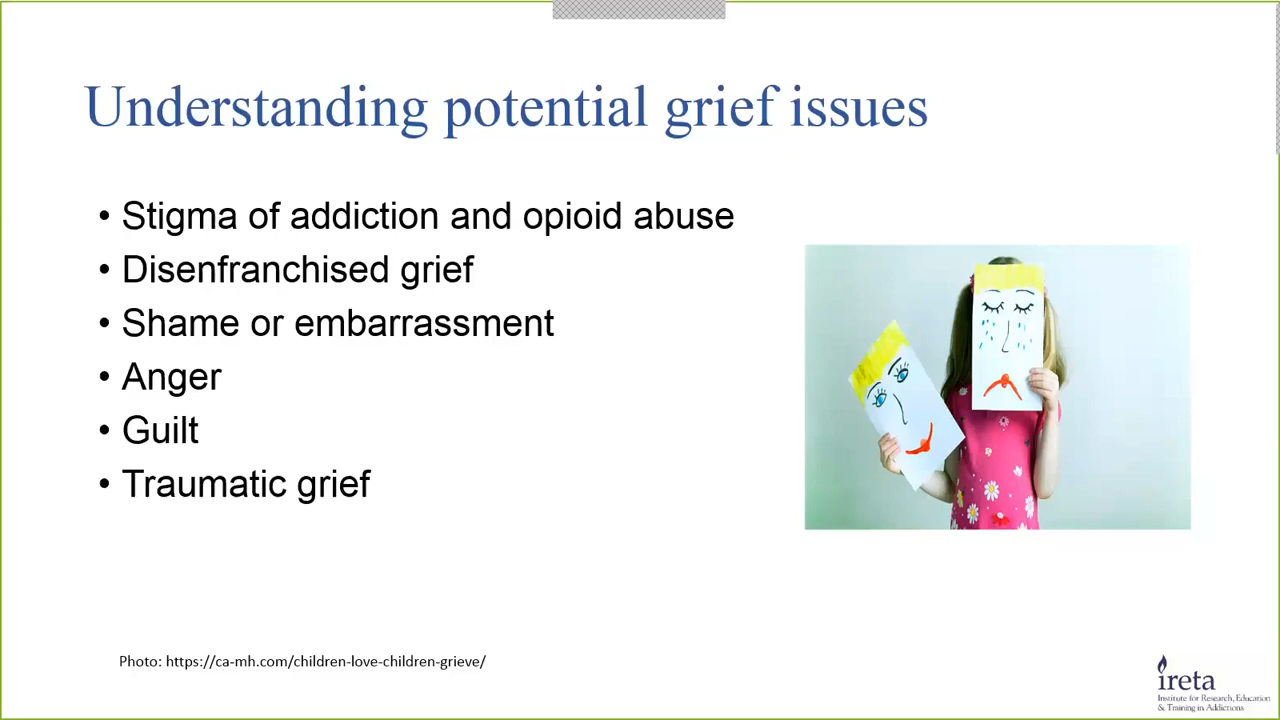 Understanding potential grief issues
• Stigma of addiction and opioid abuse
• Disenfranchised grief
• Shame or embarrassment
• Anger
• Guilt
• Traumatic grief
Photo: https://ca-mh.com/children-love-children-grieve/
ireta
Institute for Research, Education
& Training in Addictions